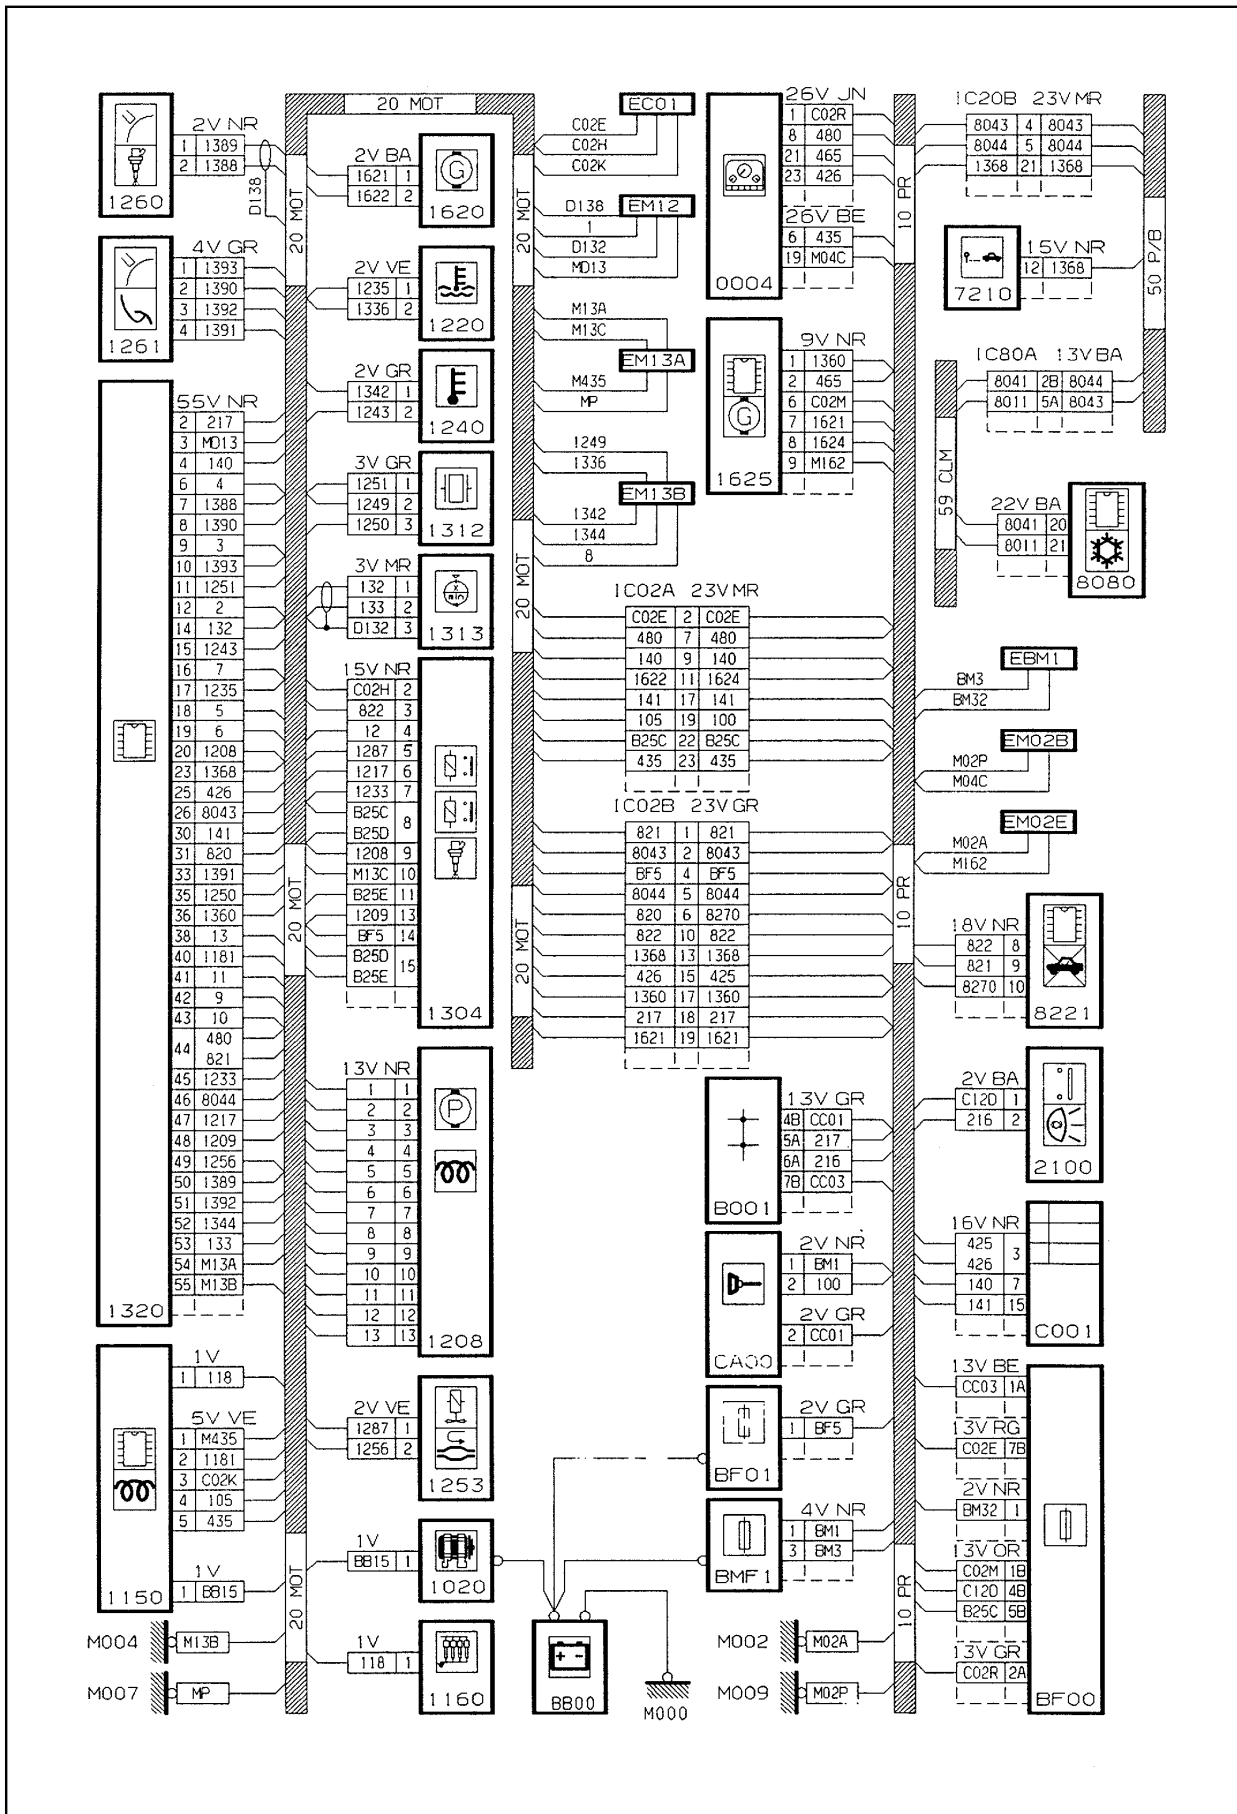 20 MOT
2V NR
1 1389
2 1388
1260
D138
20 MOT
4V GR
1 1393
2 1390
3 1392
4 1391
1261
55V NR
2 217
3 MD13
4 140
6 4
7 1388
8 1390
9 3
10 1393
11 1251
12 2
14 132
15 1243
16 7
17 1235
18 5
19 6
20 1208
23 1368
25 426
26 8043
30 141
31 820
33 1391
35 1250
36 1360
38 13
40 1181
41 11
42 9
43 10
44 480
821
45 1233
46 8044
47 1217
48 1209
49 1256
50 1389
51 1392
52 1344
53 133
54 M13A
55 M13B
1320
20 MOT
1V
1 118
5V VE
1 M435
2 1181
3 C02K
4 105
5 435
1V
1 BB15
1150
20 MOT
M004 M13B
M007 MP
2V BA
1621 1
1622 2
1620
2V VE
1235 1
1336 2
1220
2V GR
1342 1
1243 2
1240
3V GR
1251 1
1249 2
1250 3
1312
3V MR
132 1
133 2
D132 3
1313
15V NR
C02H 2
822 3
12 4
1287 5
1217 6
1233 7
B25C 8
B25D
1208 9
M13C 10
B25E 11
1209 13
BF5 14
B25D 15
B25E
1304
13V NR
1 1
2 2
3 3
4 4
5 5
6 6
7 7
8 8
9 9
10 10
11 11
12 12
13 13
1208
2V VE
1287 1
1256 2
1253
1V
BB15 1
1020
1V
118 1
1160
EC01
C02E
C02H
C02K
20 MOT
EM12
D138
1
D132
MD13
M13A
M13C
EM13A
M435
MP
1249
1336
EM13B
1342
1344
8
20 MOT
IC02A 23V MR
C02E 2 C02E
480 7 480
140 9 140
1622 11 1624
141 17 141
105 19 100
B25C 22 B25C
435 23 435
IC02B 23V GR
821 1 821
8043 2 8043
BF5 4 BF5
8044 5 8044
820 6 8270
822 10 822
1368 13 1368
426 15 425
1360 17 1360
217 18 217
1621 19 1621
20 MOT
26V JN
1 C02R
8 480
21 465
23 426
26V BE
6 435
19 M04C
0004
10 PR
9V NR
1 1360
2 465
6 C02M
7 1621
8 1624
9 M162
1625
13V GR
4B CC01
5A 217
6A 216
7B CC03
B001
2V NR
1 BM1
2 100
2V GR
2 CC01
CA00
2V GR
1 BF5
BF01
4V NR
1 BM1
3 BM3
BMF1
BB00
M000
M002 M02A
M009 M02P
IC20B 23V MR
8043 4 8043
8044 5 8044
1368 21 1368
15V NR
12 1368
7210
50 P/B
IC80A 13V BA
8041 2B 8044
8011 5A 8043
59 CLM
22V BA
8041 20
8011 21
8080
EBM1
BM3
BM32
EM02B
M02P
M04C
EM02E
M02A
M162
10 PR
18V NR
822 8
821 9
8270 10
8221
2V BA
C12D 1
216 2
2100
16V NR
425 3
426
140 7
141 15
C001
13V BE
CC03 1A
13V RG
C02E 7B
2V NR
BM32 1
13V OR
C02M 1B
C12D 4B
B25C 5B
10 PR
13V GR
C02R 2A
BF00